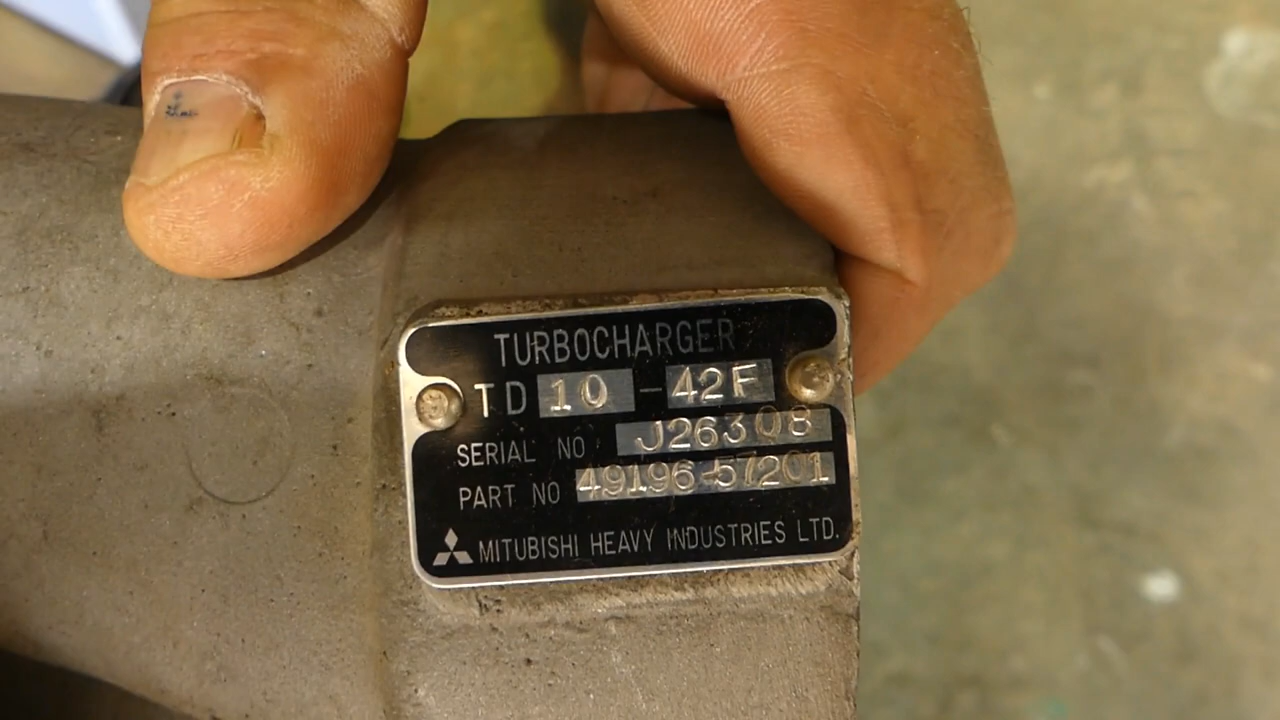 TURBOCHARGER
TD 10 - 42F
SERIAL NO J26308
PART NO 49196-57201
MITUBISHI HEAVY INDUSTRIES LTD.